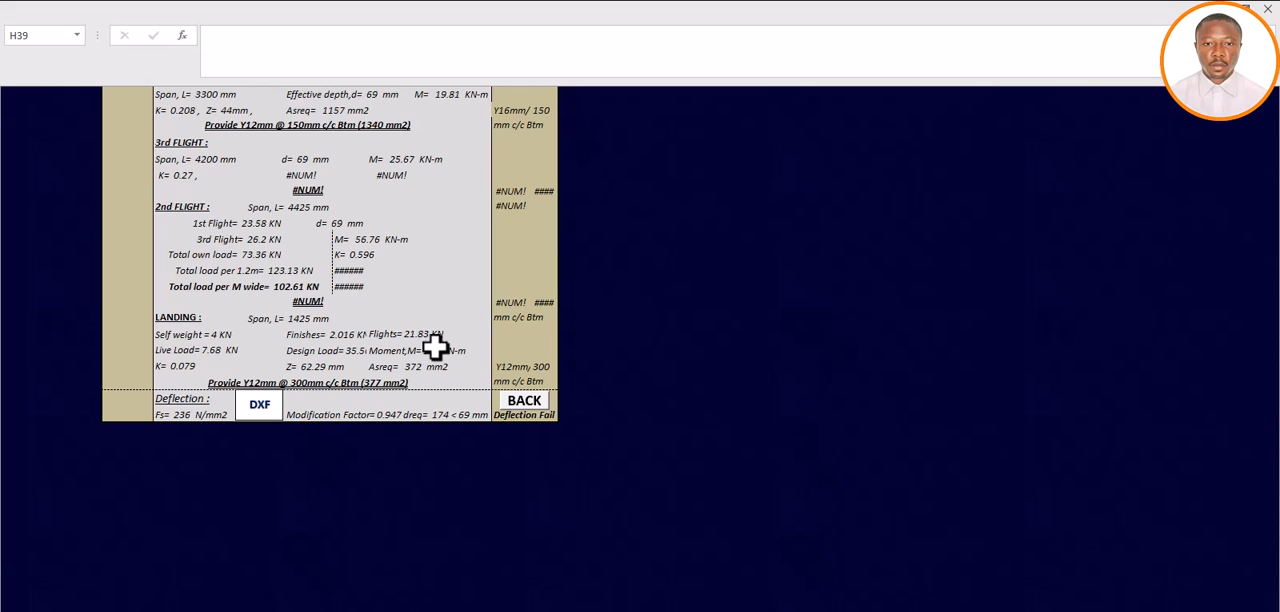 H39
fx
Span, L= 3300 mm Effective depth,d= 69 mm M= 19.81 KN-m
K= 0.208 , Z= 44mm , Asreq= 1157 mm2 Y16mm/ 150
Provide Y12mm @ 150mm c/c Btm (1340 mm2) mm c/c Btm
3rd FLIGHT :
Span, L= 4200 mm d= 69 mm M= 25.67 KN-m
K= 0.27 , #NUM! #NUM!
#NUM! #NUM! ####
2nd FLIGHT : Span, L= 4425 mm #NUM!
1st Flight= 23.58 KN d= 69 mm
3rd Flight= 26.2 KN M= 56.76 KN-m
Total own load= 73.36 KN K= 0.596
Total load per 1.2m= 123.13 KN ######
Total load per M wide= 102.61 KN ######
#NUM! #NUM! ####
LANDING : Span, L= 1425 mm mm c/c Btm
Self weight = 4 KN Finishes= 2.016 KN Flights= 21.83 KN
Live Load= 7.68 KN Design Load= 35.5 Moment,M= N-m
K= 0.079 Z= 62.29 mm Asreq= 372 mm2 Y12mm/ 300
Provide Y12mm @ 300mm c/c Btm (377 mm2) mm c/c Btm
Deflection : DXF BACK
Fs= 236 N/mm2 Modification Factor= 0.947 dreq= 174 < 69 mm Deflection Fail